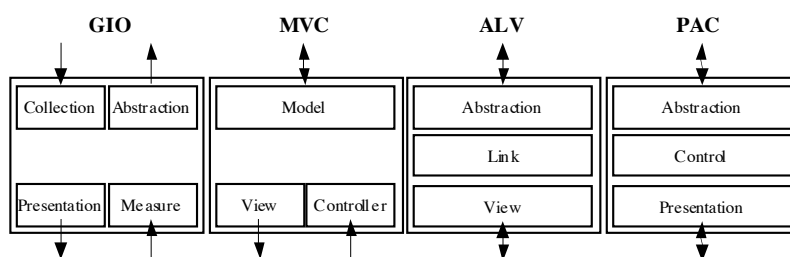 GIO MVC ALV PAC
Collection Abstraction Model Abstraction Abstraction
Link Control
Presentation Measure View Controller View Presentation